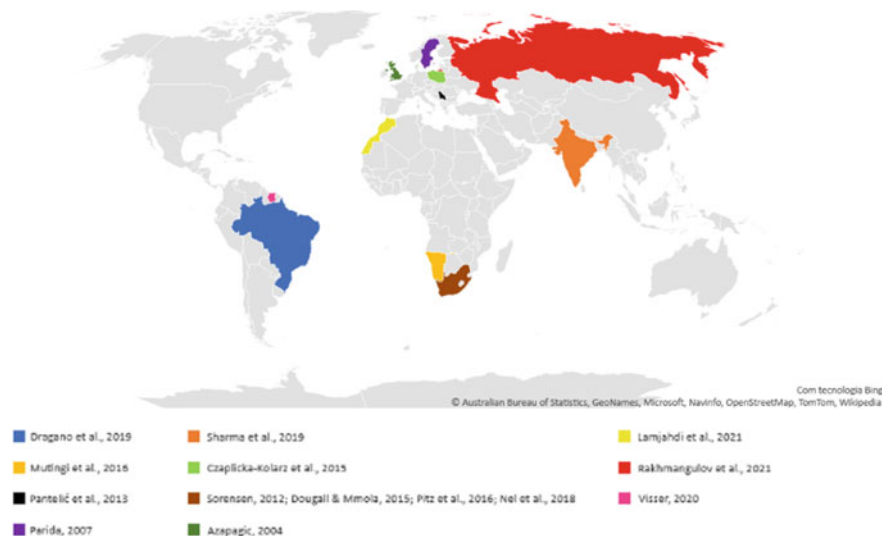 Com tecnologia Bing
© Australian Bureau of Statistics, GeoNames, Microsoft, Navinfo, OpenStreetMap, TomTom, Wikipedia
Dragano et al., 2019
Sharma et al., 2019
Lamjahdi et al., 2021
Mutingi et al., 2016
Czaplicka-Kolarz et al., 2015
Rakhmangulov et al., 2021
Pantelić et al., 2013
Sorensen, 2012; Dougall & Mmola, 2015; Pitz et al., 2016; Nel et al., 2018
Visser, 2020
Parida, 2007
Azapagic, 2004